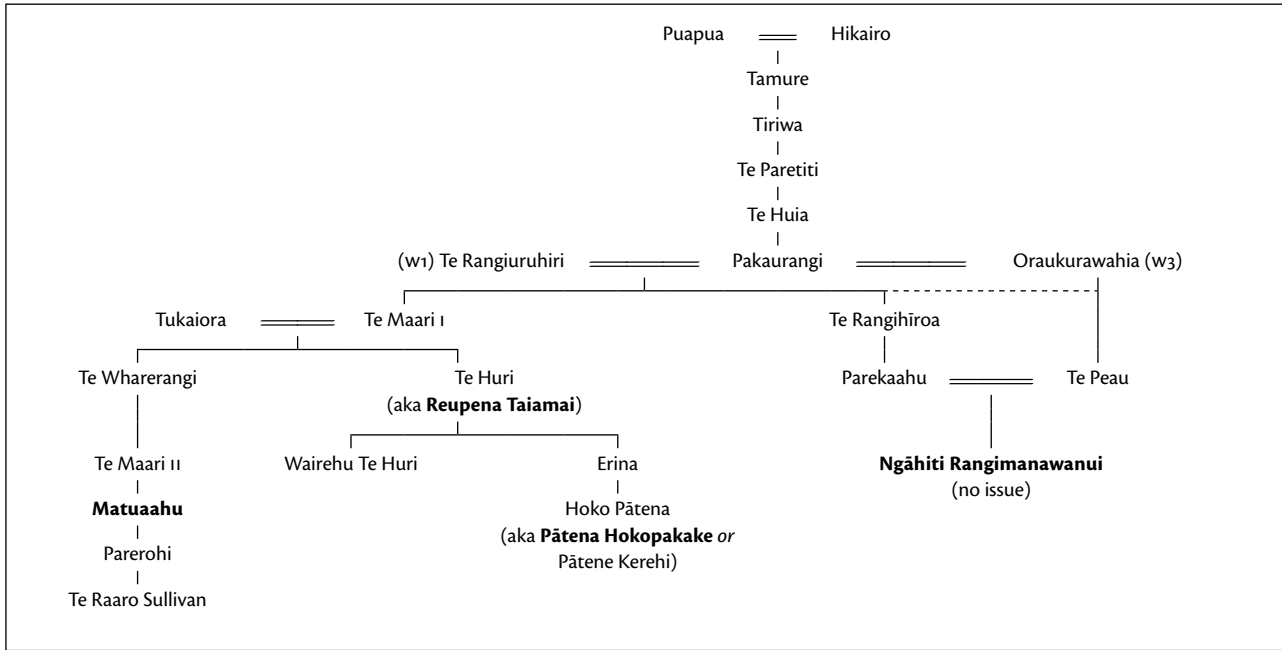 Puapua Hikairo
Tamure
Tiriwa
Te Paretiti
Te Huia
(w1) Te Rangiuruhiri Pakaurangi Oraukurawahia (w3)
Tukaiora Te Maari I Te Rangihīroa
Te Wharerangi Te Huri Parekaahu Te Peau
(aka Reupena Taiamai)
Te Maari II Wairehu Te Huri Erina Ngāhiti Rangimanawanui
(no issue)
Matuaahu Hoko Pātena
(aka Pātena Hokopakake or
Parerohi Pātene Kerehi)
Te Raaro Sullivan